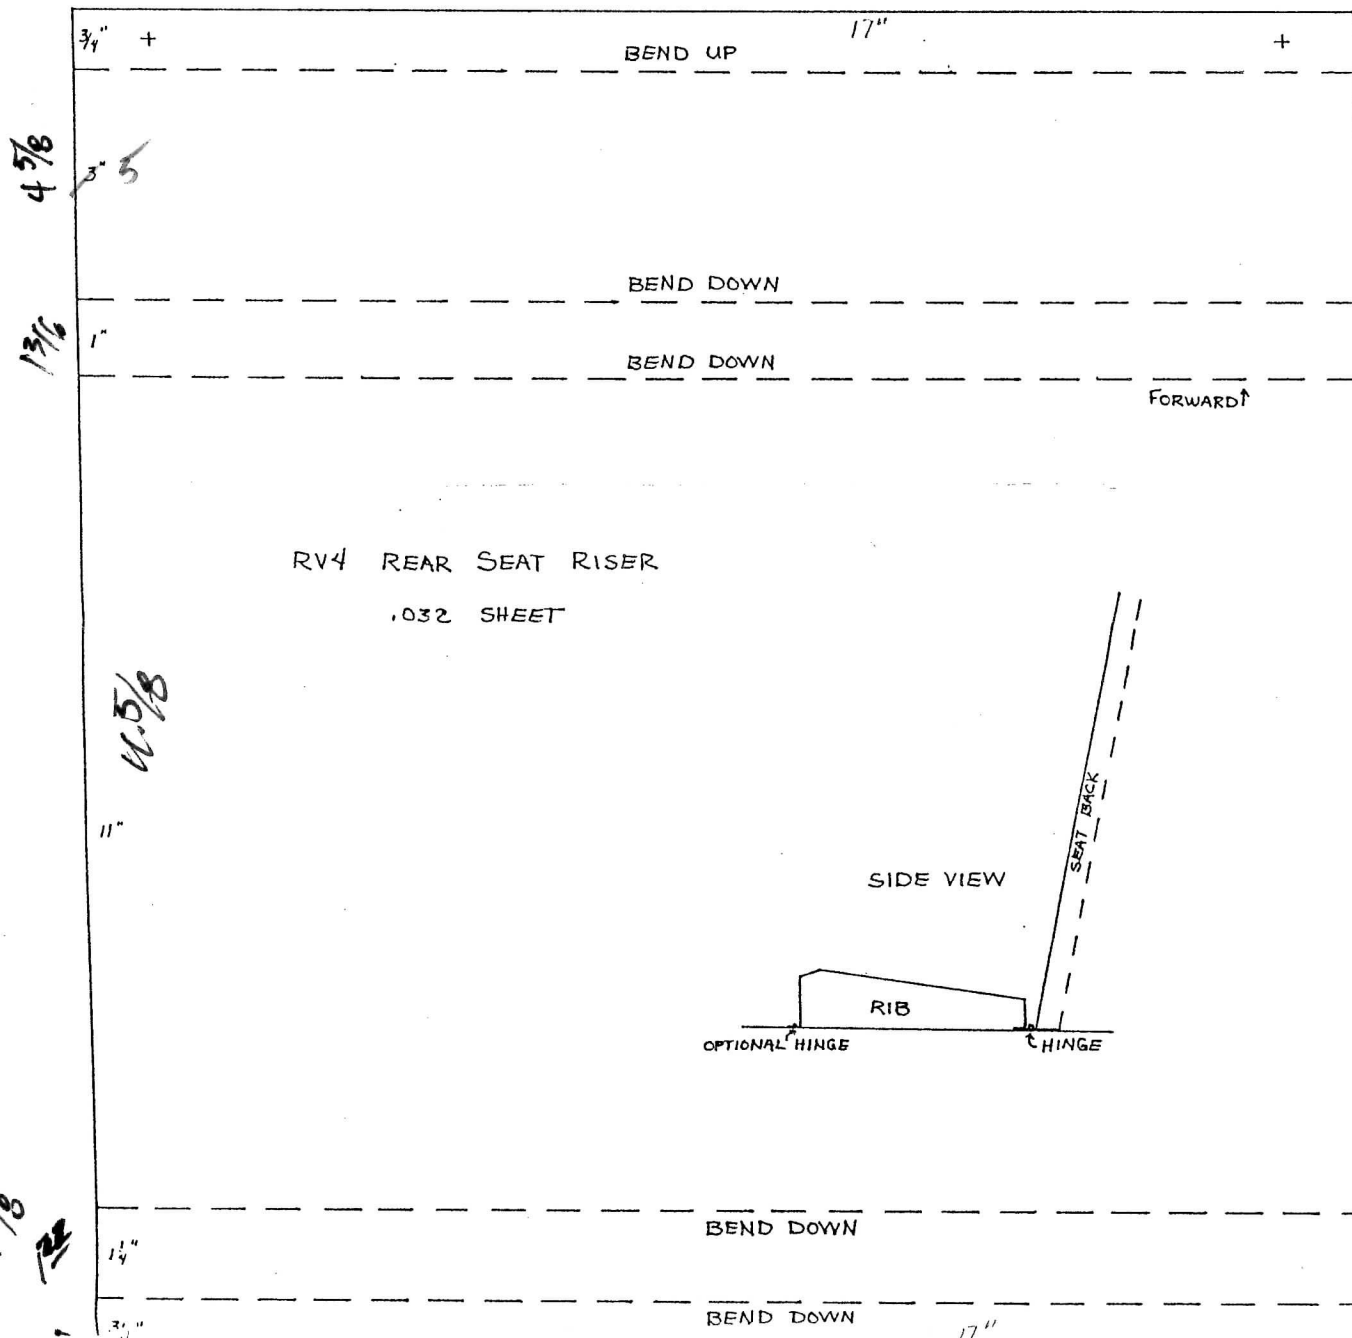 3/4" + 17" +
BEND UP
4 5/8
3" 5
BEND DOWN
1"
13/16
BEND DOWN
FORWARD↑
RV4 REAR SEAT RISER
.032 SHEET
5/8
SEAT BACK
11"
SIDE VIEW
RIB
OPTIONAL HINGE
HINGE
BEND DOWN
1 1/4"
BEND DOWN
3/4"
17"